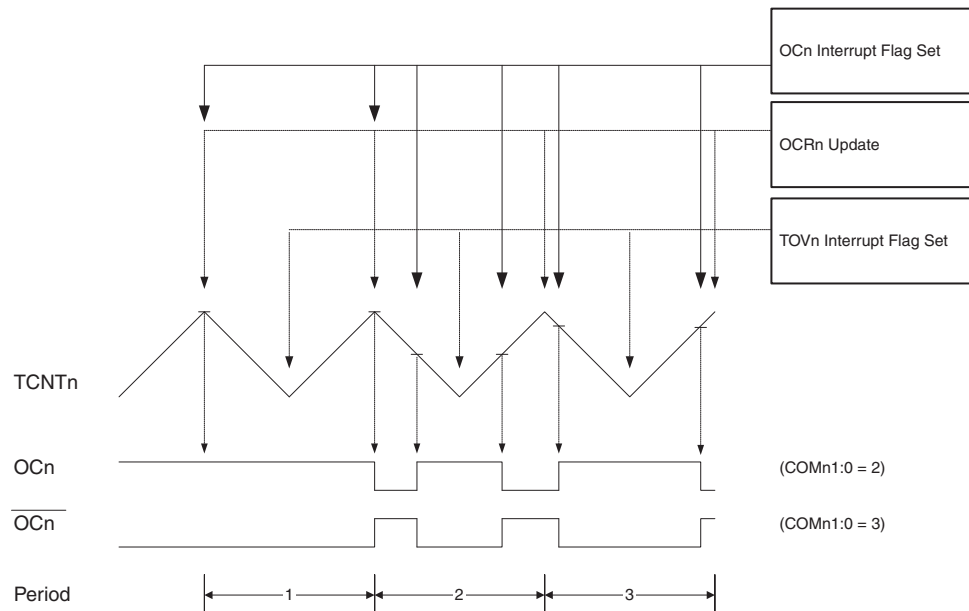 OCn Interrupt Flag Set
OCRn Update
TOVn Interrupt Flag Set
TCNTn
OCn
(COMn1:0 = 2)
OCn
(COMn1:0 = 3)
Period
1
2
3